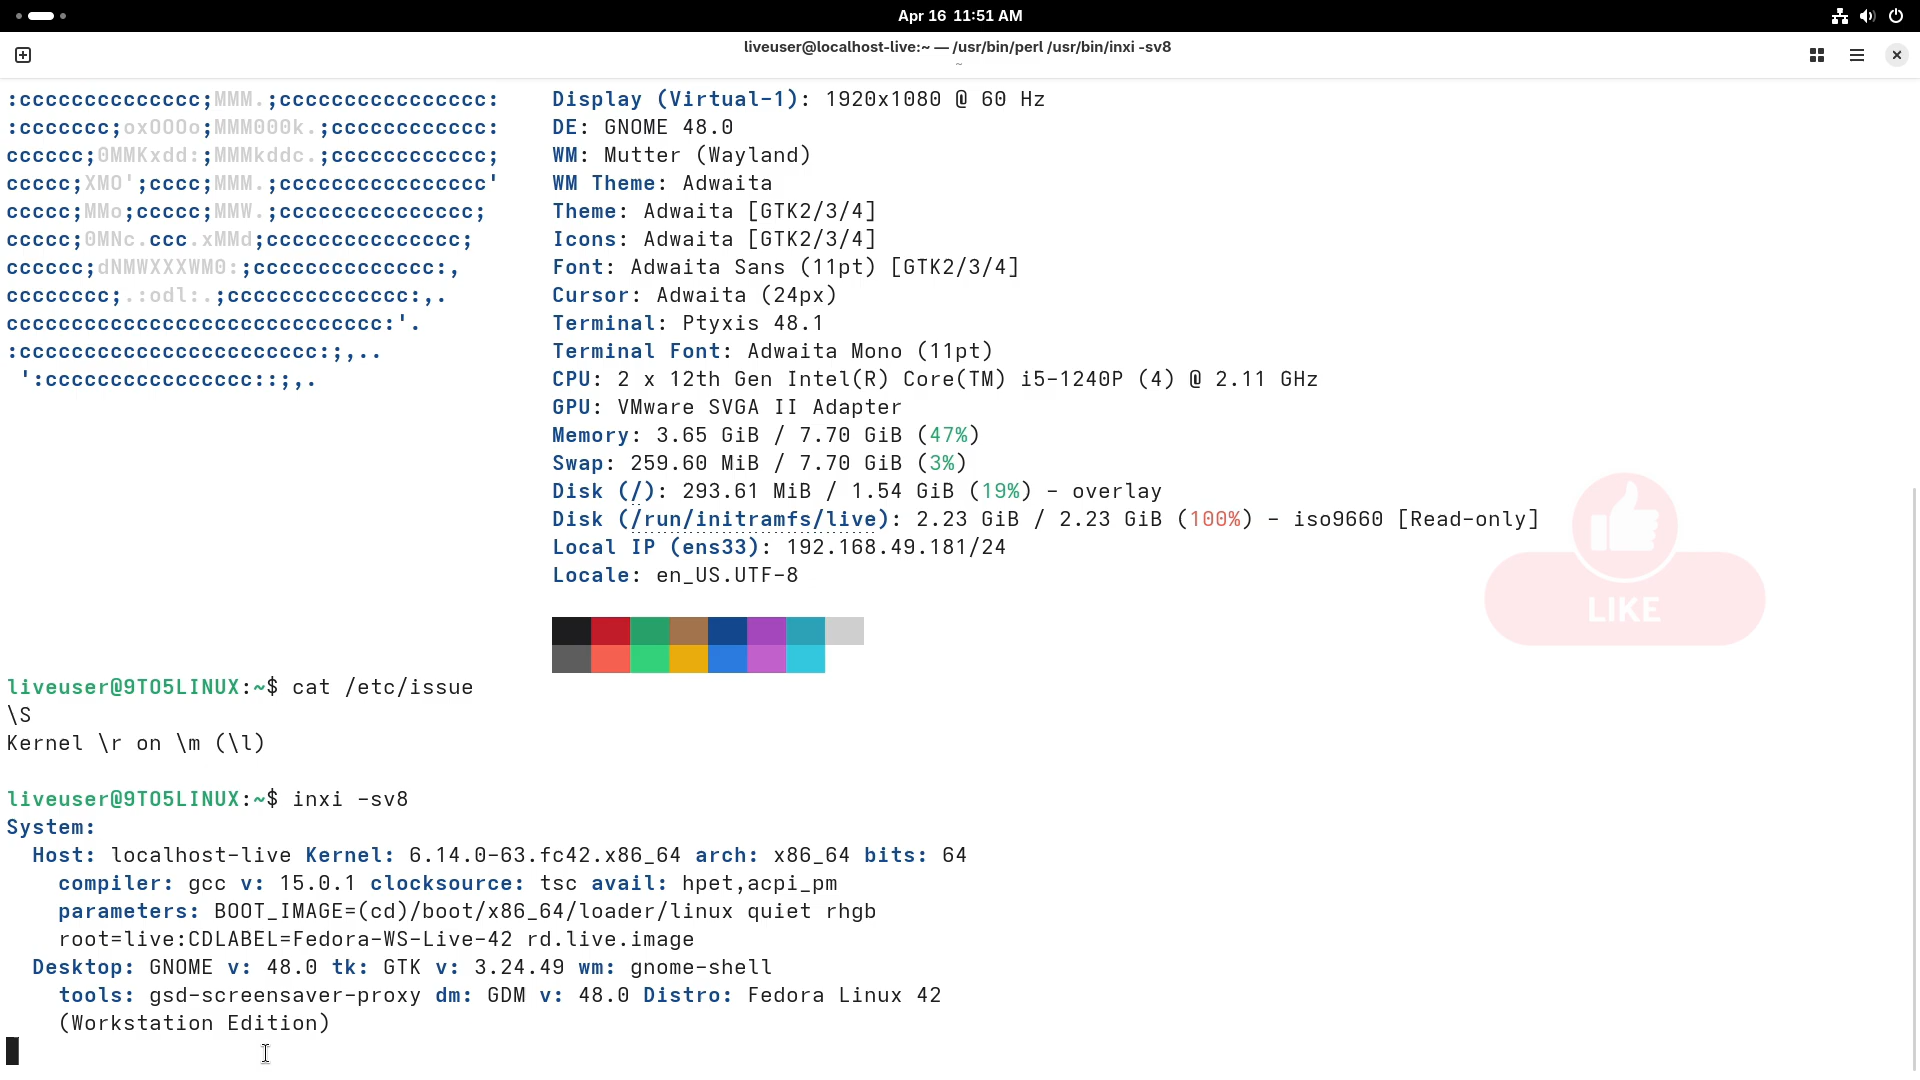 Apr 16 11:51 AM
liveuser@localhost-live:~ — /usr/bin/perl /usr/bin/inxi -sv8
~
:cccccccccccccc;MMM.;cccccccccccccccc: Display (Virtual-1): 1920x1080 @ 60 Hz
:ccccccc;oxOOOo;MMM000k.;cccccccccccc: DE: GNOME 48.0
cccccc;0MMKxdd:;MMMkddc.;cccccccccccc; WM: Mutter (Wayland)
ccccc;XMO';cccc;MMM.;cccccccccccccccc' WM Theme: Adwaita
ccccc;MMo;ccccc;MMW.;ccccccccccccccc; Theme: Adwaita [GTK2/3/4]
ccccc;0MNc.ccc.xMMd;ccccccccccccccc; Icons: Adwaita [GTK2/3/4]
cccccc;dNMWXXXWM0:;cccccccccccccc:, Font: Adwaita Sans (11pt) [GTK2/3/4]
cccccccc;.:odl:.;cccccccccccccc:,. Cursor: Adwaita (24px)
ccccccccccccccccccccccccccccc:'. Terminal: Ptyxis 48.1
:ccccccccccccccccccccccc:;,.. Terminal Font: Adwaita Mono (11pt)
':cccccccccccccccc::;,. CPU: 2 x 12th Gen Intel(R) Core(TM) i5-1240P (4) @ 2.11 GHz
GPU: VMware SVGA II Adapter
Memory: 3.65 GiB / 7.70 GiB (47%)
Swap: 259.60 MiB / 7.70 GiB (3%)
Disk (/): 293.61 MiB / 1.54 GiB (19%) - overlay
Disk (/run/initramfs/live): 2.23 GiB / 2.23 GiB (100%) - iso9660 [Read-only]
Local IP (ens33): 192.168.49.181/24
Locale: en_US.UTF-8
LIKE
liveuser@9TO5LINUX:~$ cat /etc/issue
\S
Kernel \r on \m (\l)
liveuser@9TO5LINUX:~$ inxi -sv8
System:
Host: localhost-live Kernel: 6.14.0-63.fc42.x86_64 arch: x86_64 bits: 64
compiler: gcc v: 15.0.1 clocksource: tsc avail: hpet,acpi_pm
parameters: BOOT_IMAGE=(cd)/boot/x86_64/loader/linux quiet rhgb
root=live:CDLABEL=Fedora-WS-Live-42 rd.live.image
Desktop: GNOME v: 48.0 tk: GTK v: 3.24.49 wm: gnome-shell
tools: gsd-screensaver-proxy dm: GDM v: 48.0 Distro: Fedora Linux 42
(Workstation Edition)